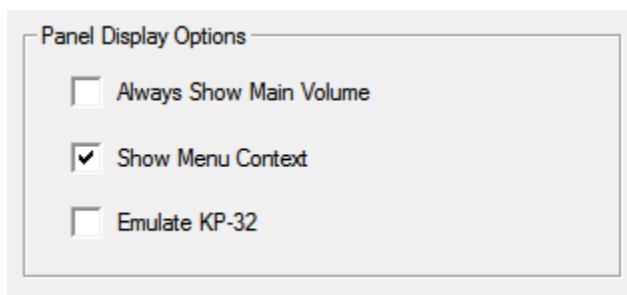 Panel Display Options
Always Show Main Volume
Show Menu Context
Emulate KP-32